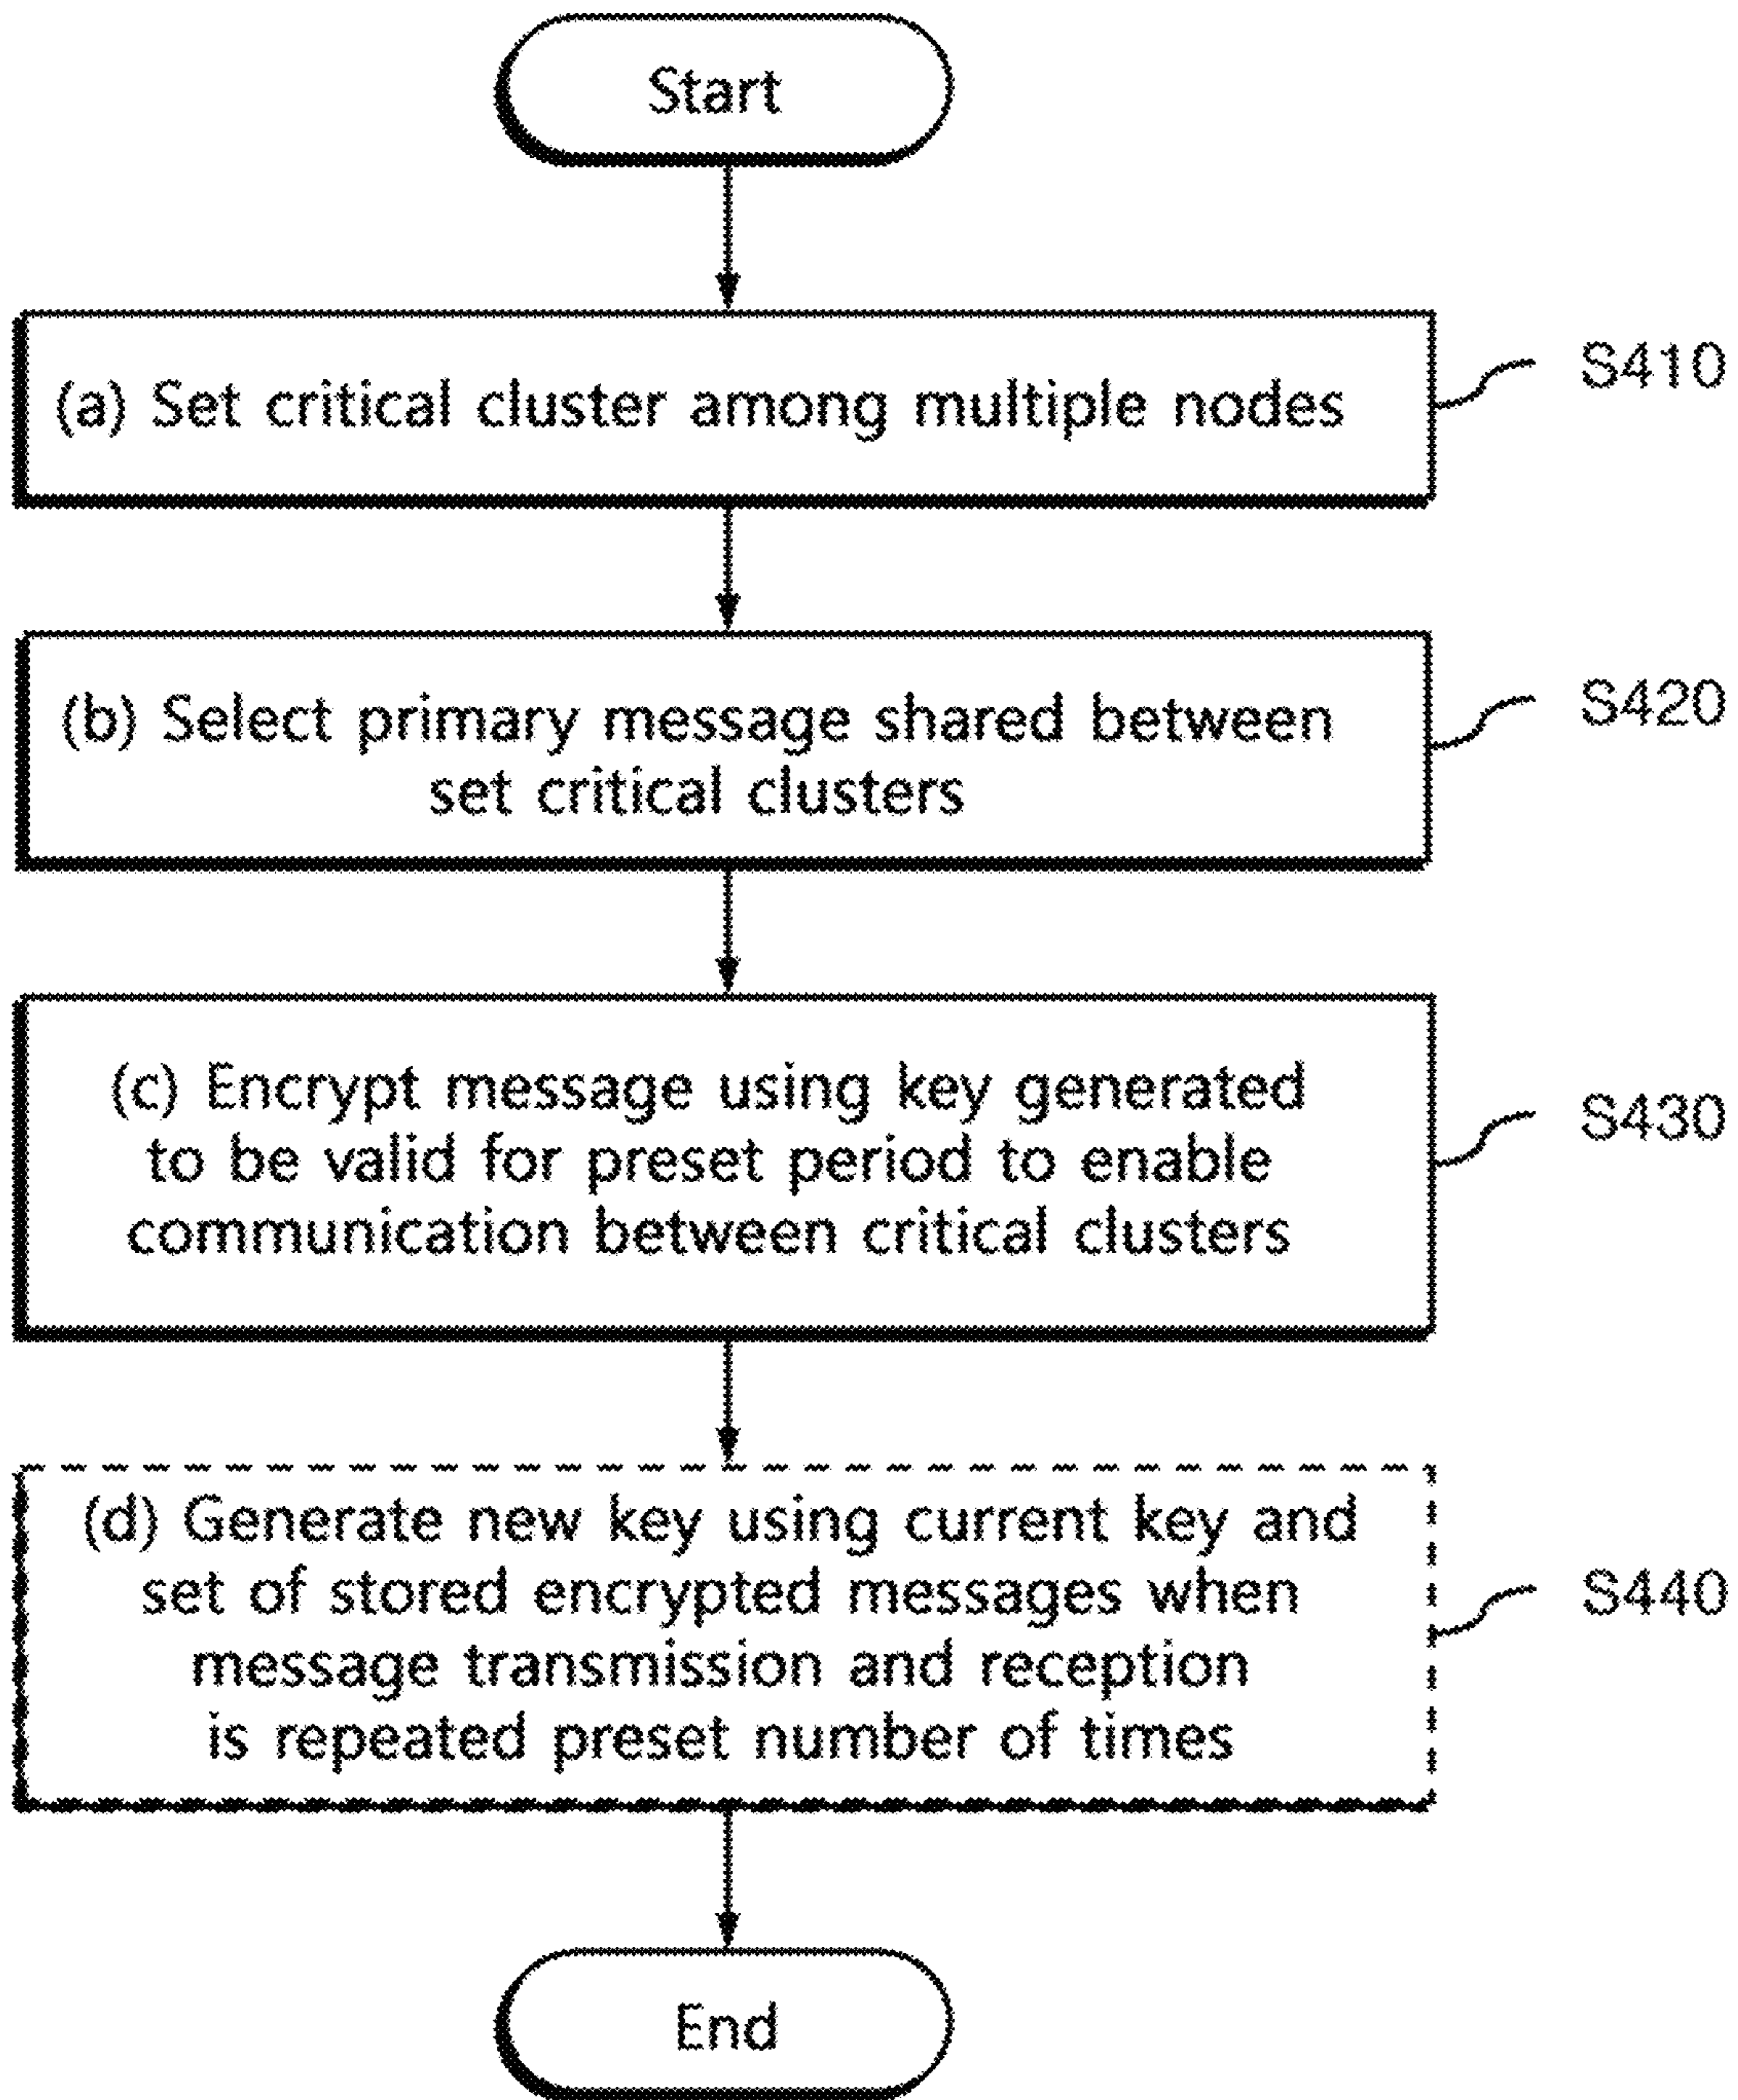 Start
(a) Set critical cluster among multiple nodes
S410
(b) Select primary message shared between
set critical clusters
S420
(c) Encrypt message using key generated
to be valid for preset period to enable
communication between critical clusters
S430
(d) Generate new key using current key and
set of stored encrypted messages when
message transmission and reception
is repeated preset number of times
S440
End